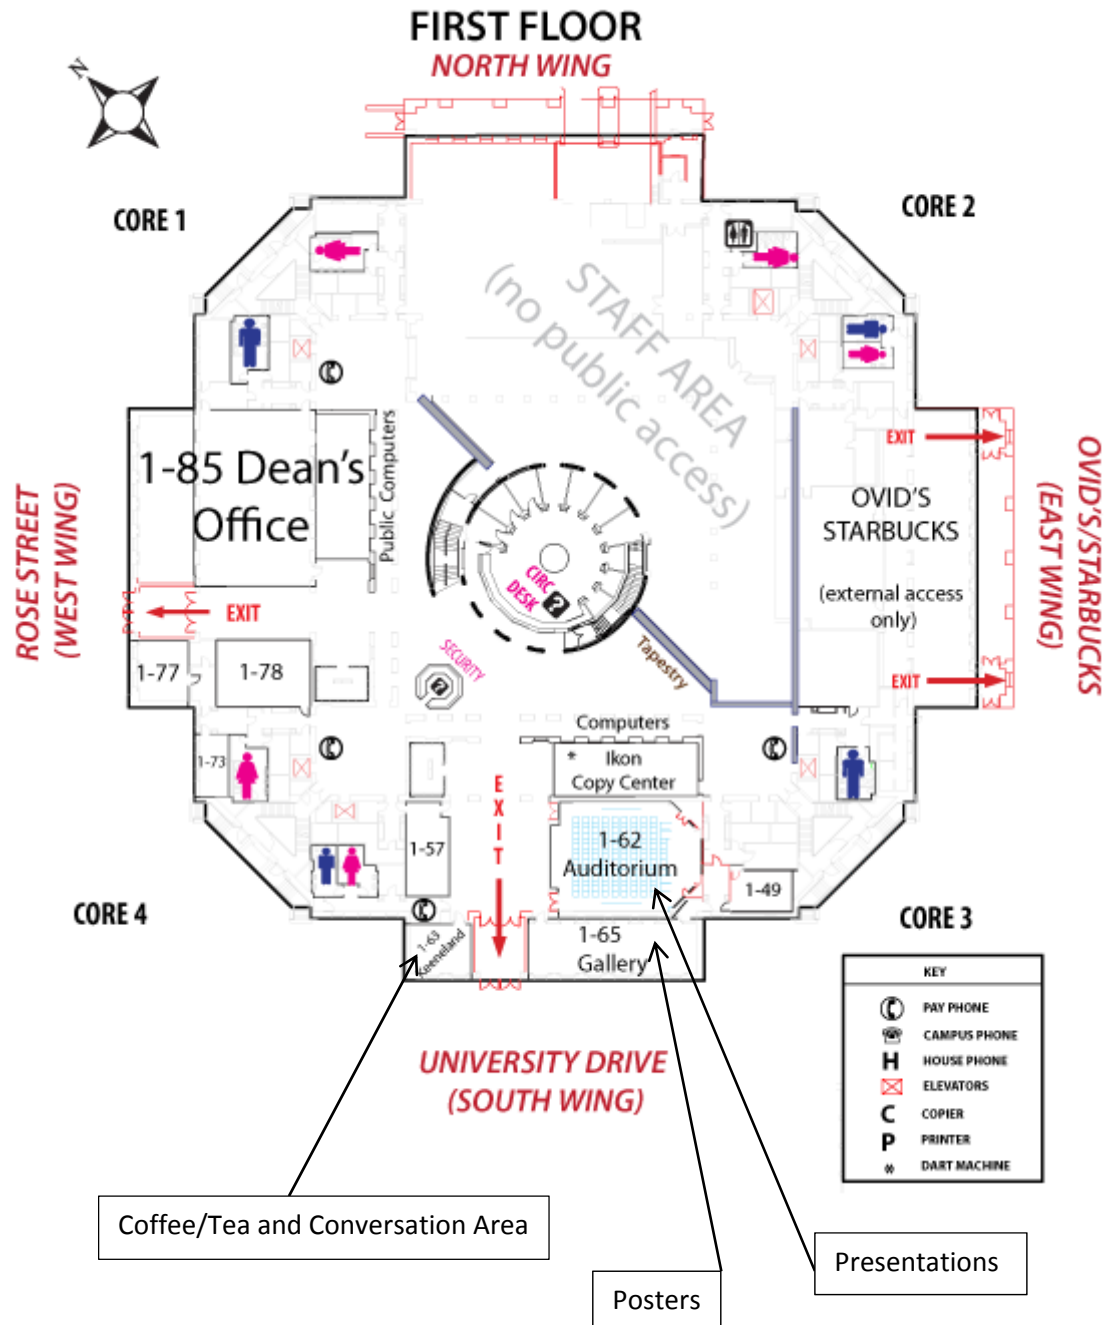 FIRST FLOOR
NORTH WING
N
CORE 1
CORE 2
STAFF AREA
(no public access)
1-85 Dean's
Office
Public Computers
EXIT
OVID'S
STARBUCKS
(external access
only)
OVID'S/STARBUCKS
(EAST WING)
ROSE STREET
(WEST WING)
CIRC
DESK
?
EXIT
1-77
1-78
SECURITY
?
Tapestry
EXIT
Computers
1-73
* Ikon
Copy Center
EXIT
1-57
1-62
Auditorium
1-49
CORE 4
CORE 3
1-63
Keeneland
1-65
Gallery
KEY
PAY PHONE
CAMPUS PHONE
H HOUSE PHONE
ELEVATORS
C COPIER
P PRINTER
* DART MACHINE
UNIVERSITY DRIVE
(SOUTH WING)
Coffee/Tea and Conversation Area
Presentations
Posters